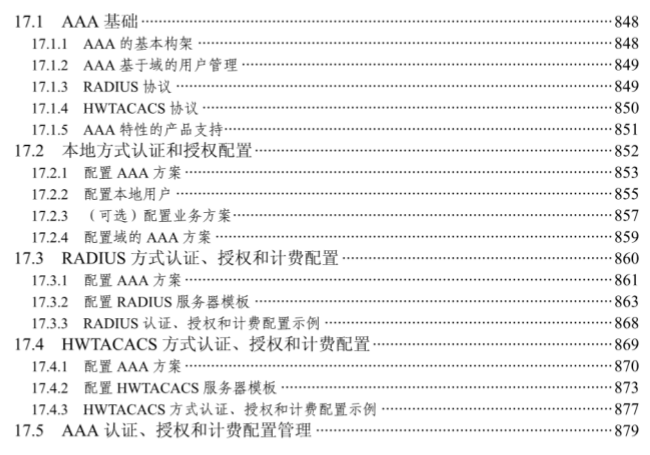 17.1 AAA 基础 848
17.1.1 AAA 的基本构架 848
17.1.2 AAA 基于域的用户管理 849
17.1.3 RADIUS 协议 849
17.1.4 HWTACACS 协议 850
17.1.5 AAA 特性的产品支持 851
17.2 本地方式认证和授权配置 852
17.2.1 配置 AAA 方案 853
17.2.2 配置本地用户 855
17.2.3 （可选）配置业务方案 857
17.2.4 配置域的 AAA 方案 859
17.3 RADIUS 方式认证、授权和计费配置 860
17.3.1 配置 AAA 方案 861
17.3.2 配置 RADIUS 服务器模板 863
17.3.3 RADIUS 认证、授权和计费配置示例 868
17.4 HWTACACS 方式认证、授权和计费配置 869
17.4.1 配置 AAA 方案 870
17.4.2 配置 HWTACACS 服务器模板 873
17.4.3 HWTACACS 方式认证、授权和计费配置示例 877
17.5 AAA 认证、授权和计费配置管理 879